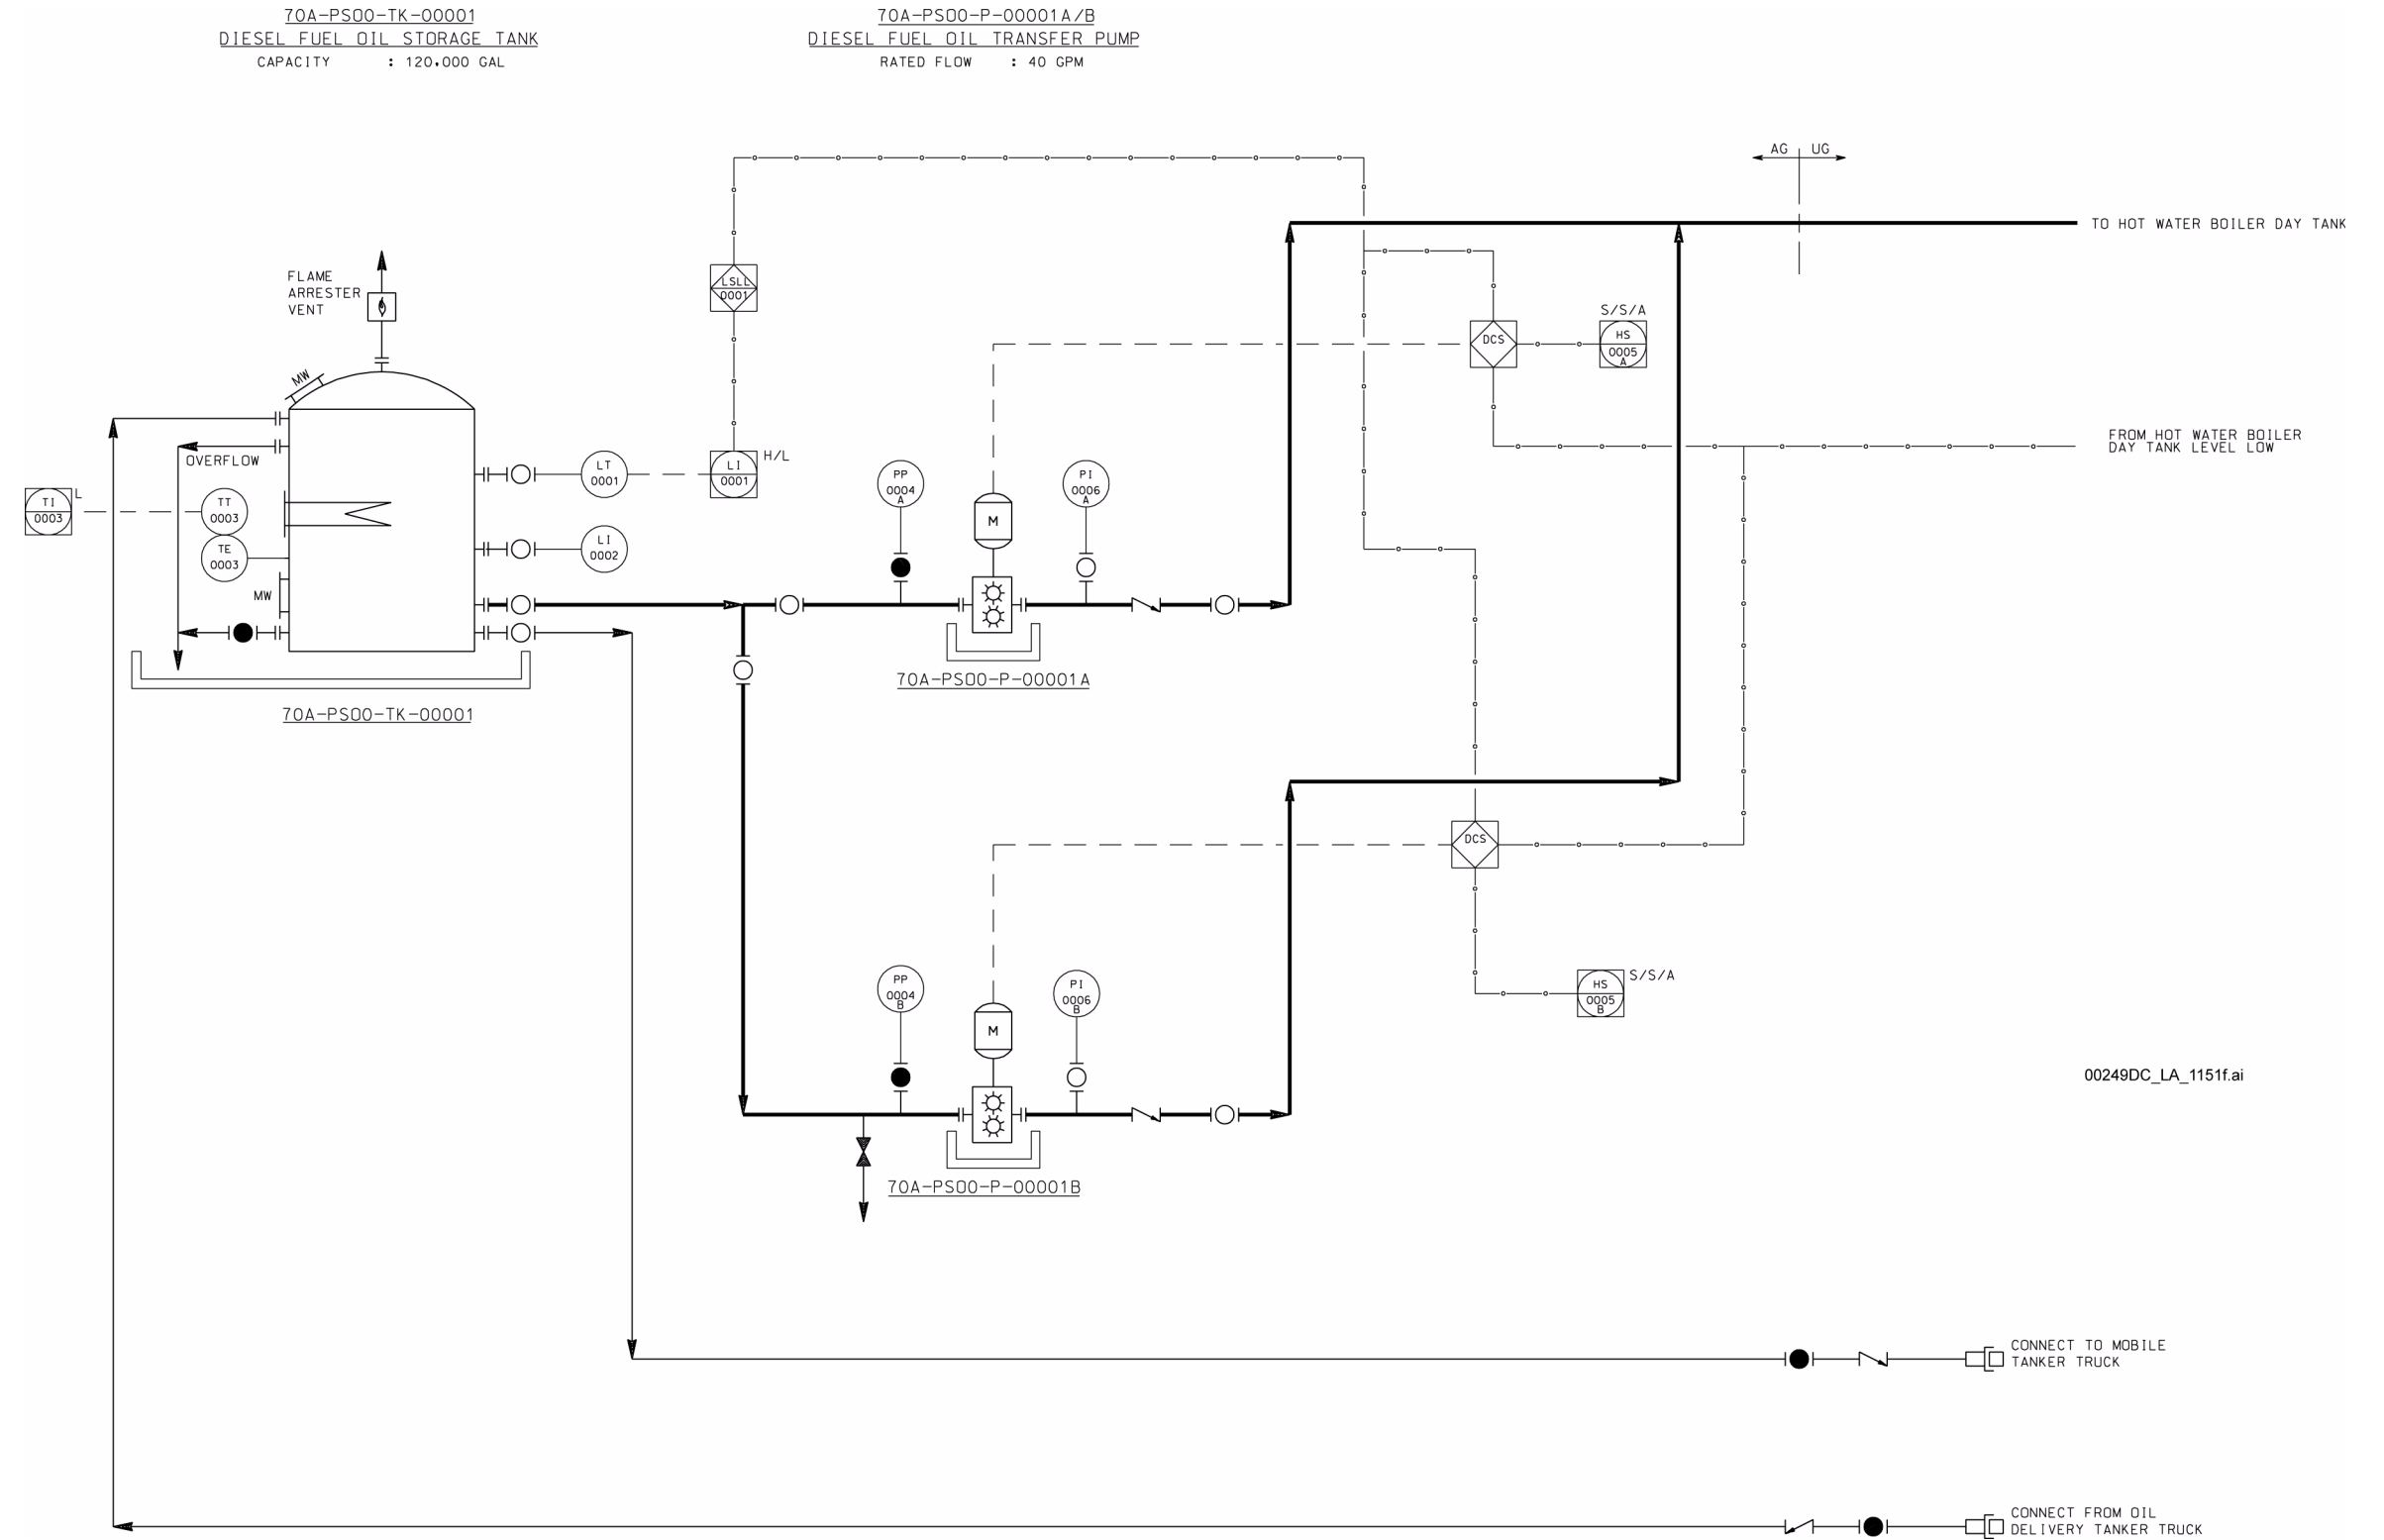 70A-PS00-TK-00001
DIESEL FUEL OIL STORAGE TANK
CAPACITY : 120,000 GAL
70A-PS00-P-00001A/B
DIESEL FUEL OIL TRANSFER PUMP
RATED FLOW : 40 GPM
AG UG
TO HOT WATER BOILER DAY TANK
FLAME
ARRESTER
VENT
LSLL
0001
S/S/A
DCS
HS
0005
A
MW
FROM HOT WATER BOILER
DAY TANK LEVEL LOW
OVERFLOW
LT
0001
LI
0001
H/L
PP
0004
A
PI
0006
A
TI
0003
L
TT
0003
M
TE
0003
LI
0002
MW
70A-PS00-P-00001A
70A-PS00-TK-00001
DCS
PP
0004
B
PI
0006
B
HS
0005
B
S/S/A
M
00249DC_LA_1151f.ai
70A-PS00-P-00001B
CONNECT TO MOBILE
TANKER TRUCK
CONNECT FROM OIL
DELIVERY TANKER TRUCK